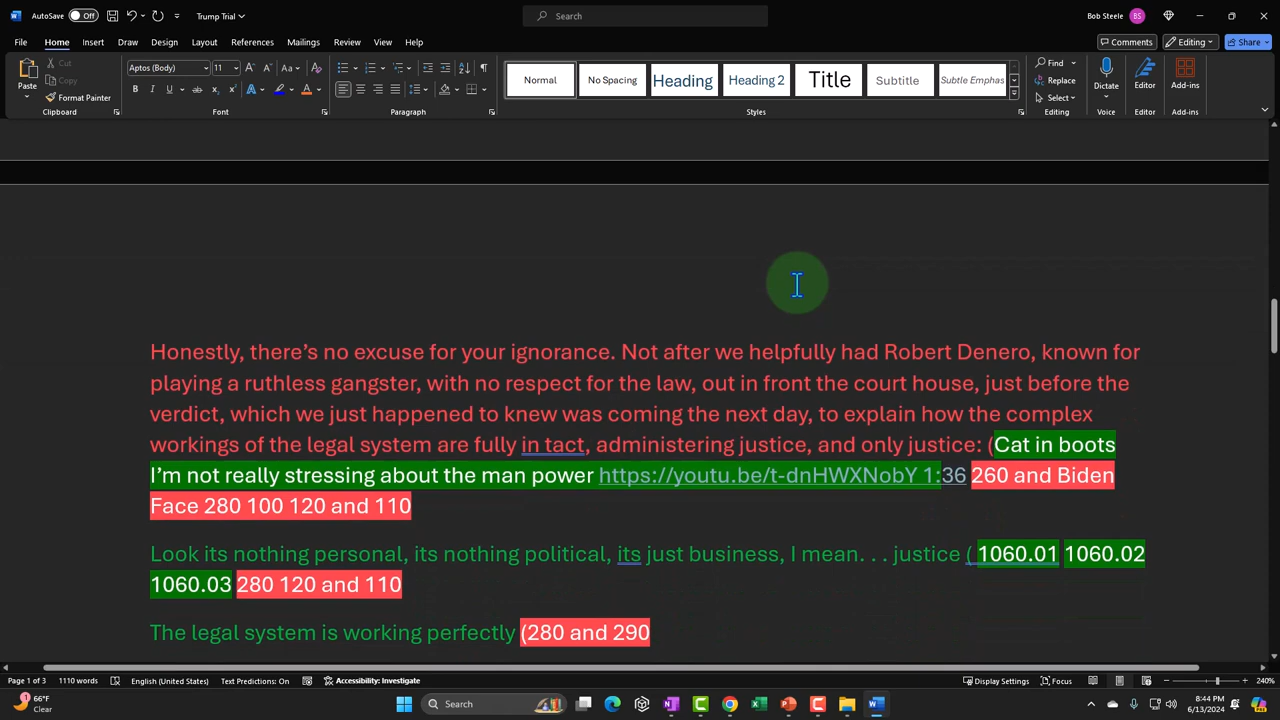 AutoSave Off Trump Trial Search Bob Steele BS
File Home Insert Draw Design Layout References Mailings Review View Help Comments Editing Share
Paste Cut Copy Format Painter Clipboard
Aptos (Body) 11 Font
Paragraph
Normal No Spacing Heading Heading 2 Title Subtitle Subtle Emphas Styles
Find Replace Select Editing
Dictate Voice
Editor Editor
Add-ins Add-ins
Honestly, there's no excuse for your ignorance. Not after we helpfully had Robert Denero, known for
playing a ruthless gangster, with no respect for the law, out in front the court house, just before the
verdict, which we just happened to knew was coming the next day, to explain how the complex
workings of the legal system are fully in tact, administering justice, and only justice: (Cat in boots
I'm not really stressing about the man power https://youtu.be/t-dnHWXNobY 1:36 260 and Biden
Face 280 100 120 and 110
Look its nothing personal, its nothing political, its just business, I mean. . . justice ( 1060.01 1060.02
1060.03 280 120 and 110
The legal system is working perfectly (280 and 290
Page 1 of 3 1110 words English (United States) Text Predictions: On Accessibility: Investigate Display Settings Focus 240%
66°F Clear Search 8:44 PM 6/13/2024